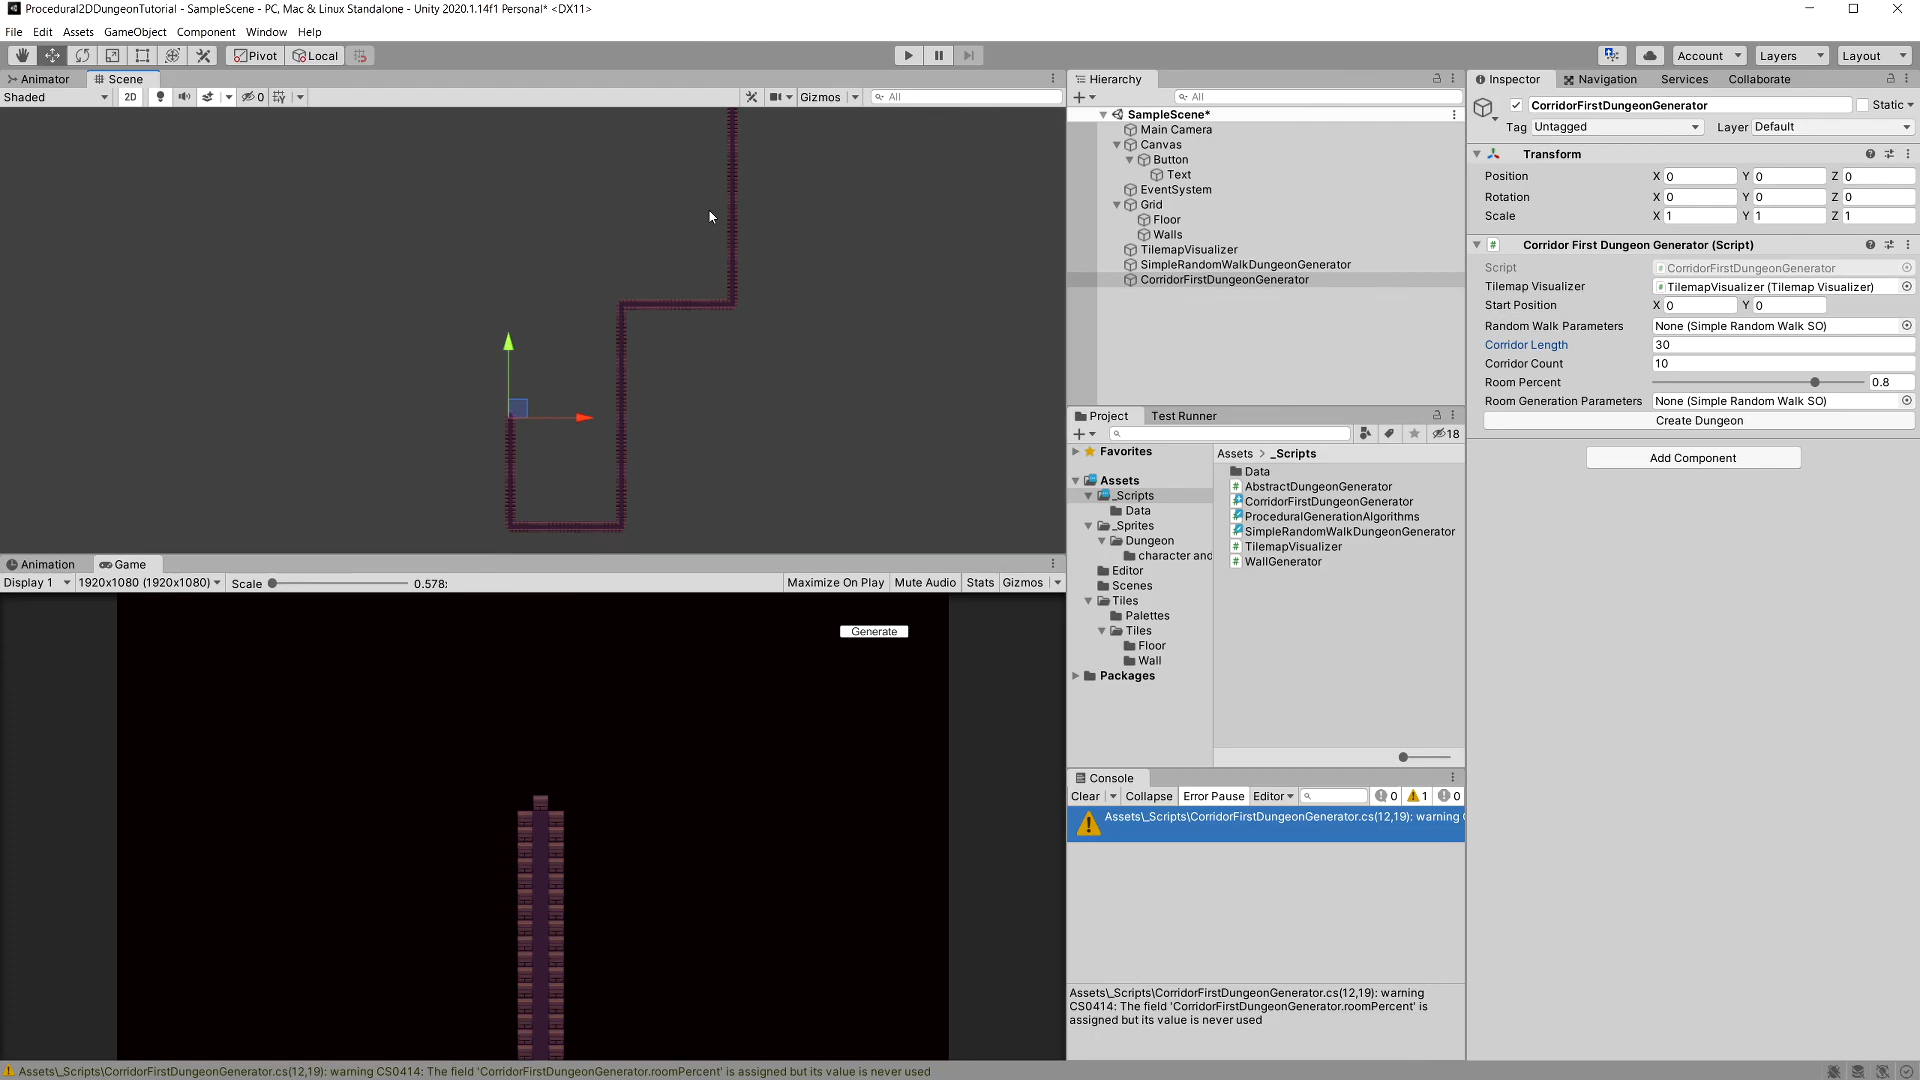 Procedural2DDungeonTutorial - SampleScene - PC, Mac & Linux Standalone - Unity 2020.1.14f1 Personal* <DX11>
File Edit Assets GameObject Component Window Help
Pivot Local Account Layers Layout
Animator Scene
Shaded 2D 0 Gizmos All
Hierarchy
All
SampleScene*
Main Camera
Canvas
Button
Text
EventSystem
Grid
Floor
Walls
TilemapVisualizer
SimpleRandomWalkDungeonGenerator
CorridorFirstDungeonGenerator
Inspector Navigation Services Collaborate
CorridorFirstDungeonGenerator Static
Tag Untagged Layer Default
Transform
Position X 0 Y 0 Z 0
Rotation X 0 Y 0 Z 0
Scale X 1 Y 1 Z 1
# Corridor First Dungeon Generator (Script)
Script # CorridorFirstDungeonGenerator
Tilemap Visualizer # TilemapVisualizer (Tilemap Visualizer)
Start Position X 0 Y 0
Random Walk Parameters None (Simple Random Walk SO)
Corridor Length 30
Corridor Count 10
Room Percent 0.8
Room Generation Parameters None (Simple Random Walk SO)
Create Dungeon
Add Component
Project Test Runner
18
Favorites
Assets
_Scripts
Data
_Sprites
Dungeon
character and
Editor
Scenes
Tiles
Palettes
Tiles
Floor
Wall
Packages
Assets > _Scripts
Data
# AbstractDungeonGenerator
# CorridorFirstDungeonGenerator
# ProceduralGenerationAlgorithms
# SimpleRandomWalkDungeonGenerator
# TilemapVisualizer
# WallGenerator
Animation Game
Display 1 1920x1080 (1920x1080) Scale 0.578: Maximize On Play Mute Audio Stats Gizmos
Generate
Console
Clear Collapse Error Pause Editor 0 1 0
Assets\_Scripts\CorridorFirstDungeonGenerator.cs(12,19): warning
Assets\_Scripts\CorridorFirstDungeonGenerator.cs(12,19): warning
CS0414: The field 'CorridorFirstDungeonGenerator.roomPercent' is
assigned but its value is never used
Assets\_Scripts\CorridorFirstDungeonGenerator.cs(12,19): warning CS0414: The field 'CorridorFirstDungeonGenerator.roomPercent' is assigned but its value is never used